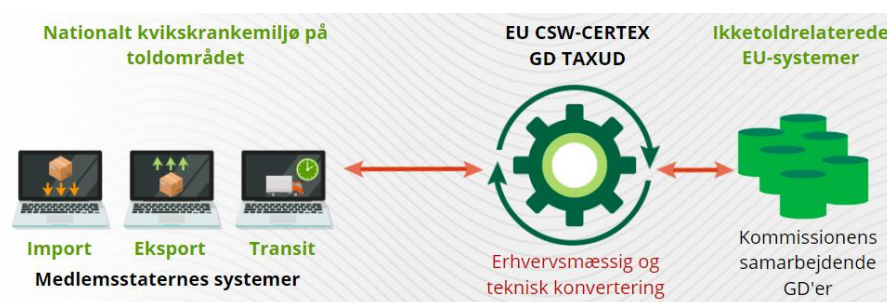 Nationalt kvikskrankemiljø på
toldområdet
EU CSW-CERTEX
GD TAXUD
Ikketoldrelaterede
EU-systemer
Import
Eksport
Transit
Medlemsstaternes systemer
Erhvervsmæssig og
teknisk konvertering
Kommissionens
samarbejdende
GD'er